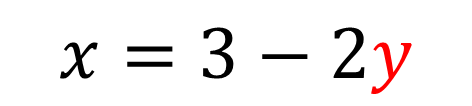 x = 3 − 2y